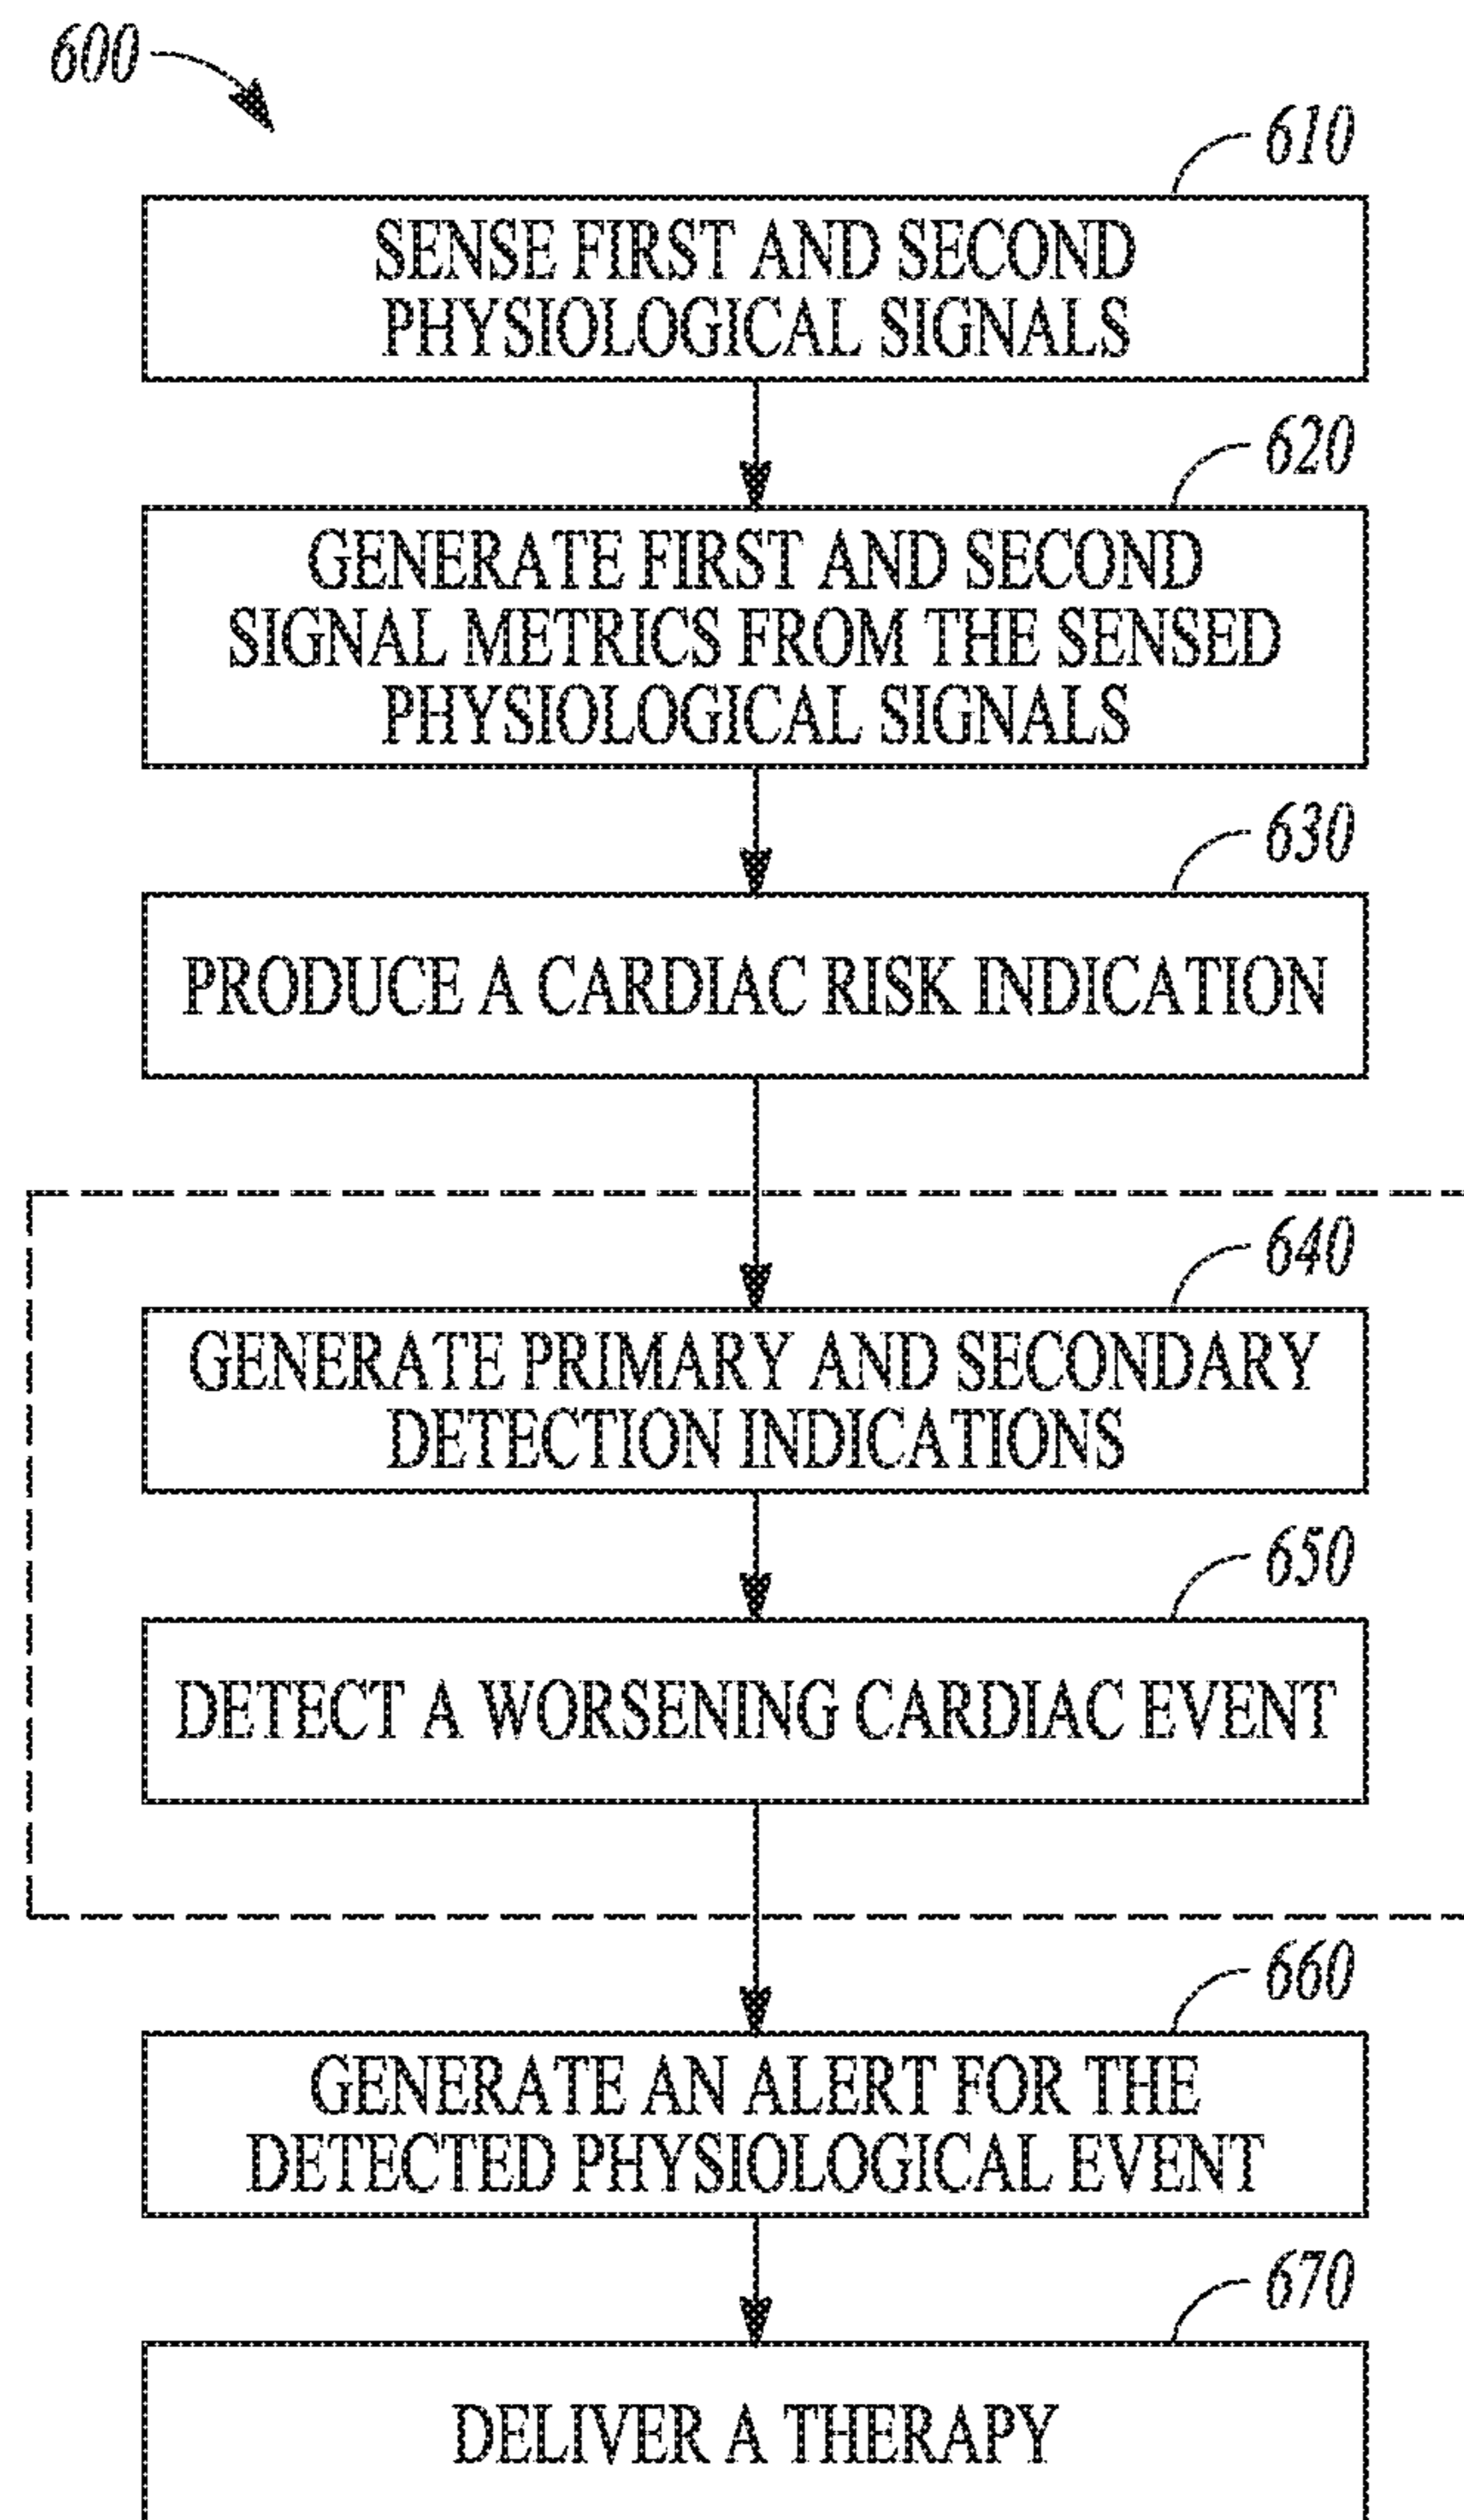 600
610
SENSE FIRST AND SECOND
PHYSIOLOGICAL SIGNALS
620
GENERATE FIRST AND SECOND
SIGNAL METRICS FROM THE SENSED
PHYSIOLOGICAL SIGNALS
630
PRODUCE A CARDIAC RISK INDICATION
640
GENERATE PRIMARY AND SECONDARY
DETECTION INDICATIONS
650
DETECT A WORSENING CARDIAC EVENT
660
GENERATE AN ALERT FOR THE
DETECTED PHYSIOLOGICAL EVENT
670
DELIVER A THERAPY